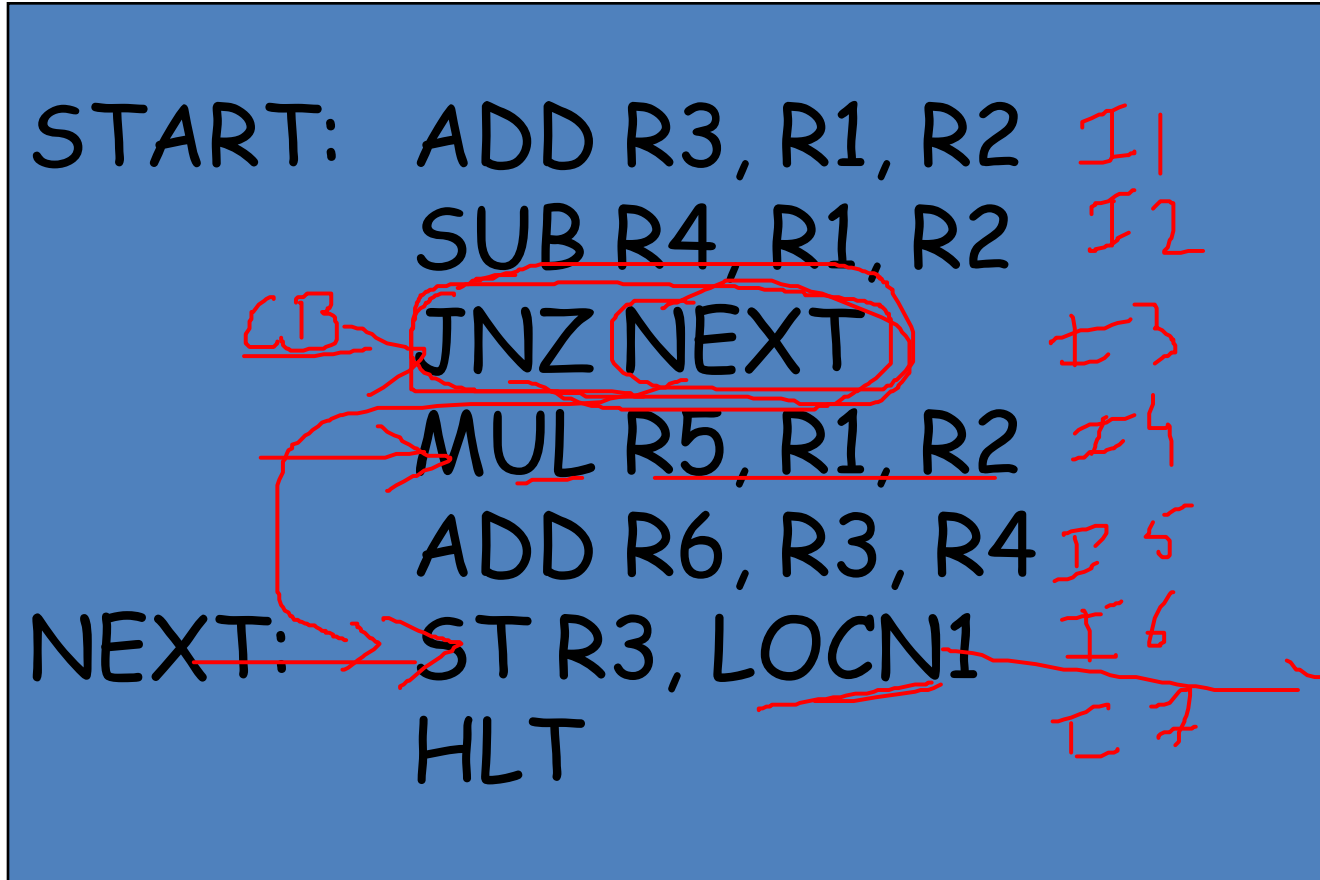 START: ADD R3, R1, R2 I1
SUB R4, R1, R2 I2
CB JNZ NEXT I3
MUL R5, R1, R2 I4
ADD R6, R3, R4 I5
NEXT: ST R3, LOCN1 I6
HLT I7